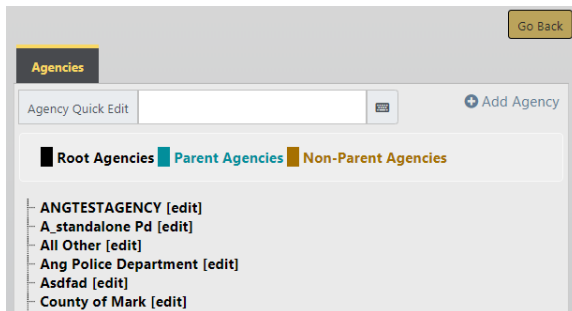 Go Back
Agencies
Agency Quick Edit
Add Agency
Root Agencies Parent Agencies Non-Parent Agencies
ANGTESTAGENCY [edit]
A_standalone Pd [edit]
All Other [edit]
Ang Police Department [edit]
Asdfad [edit]
County of Mark [edit]